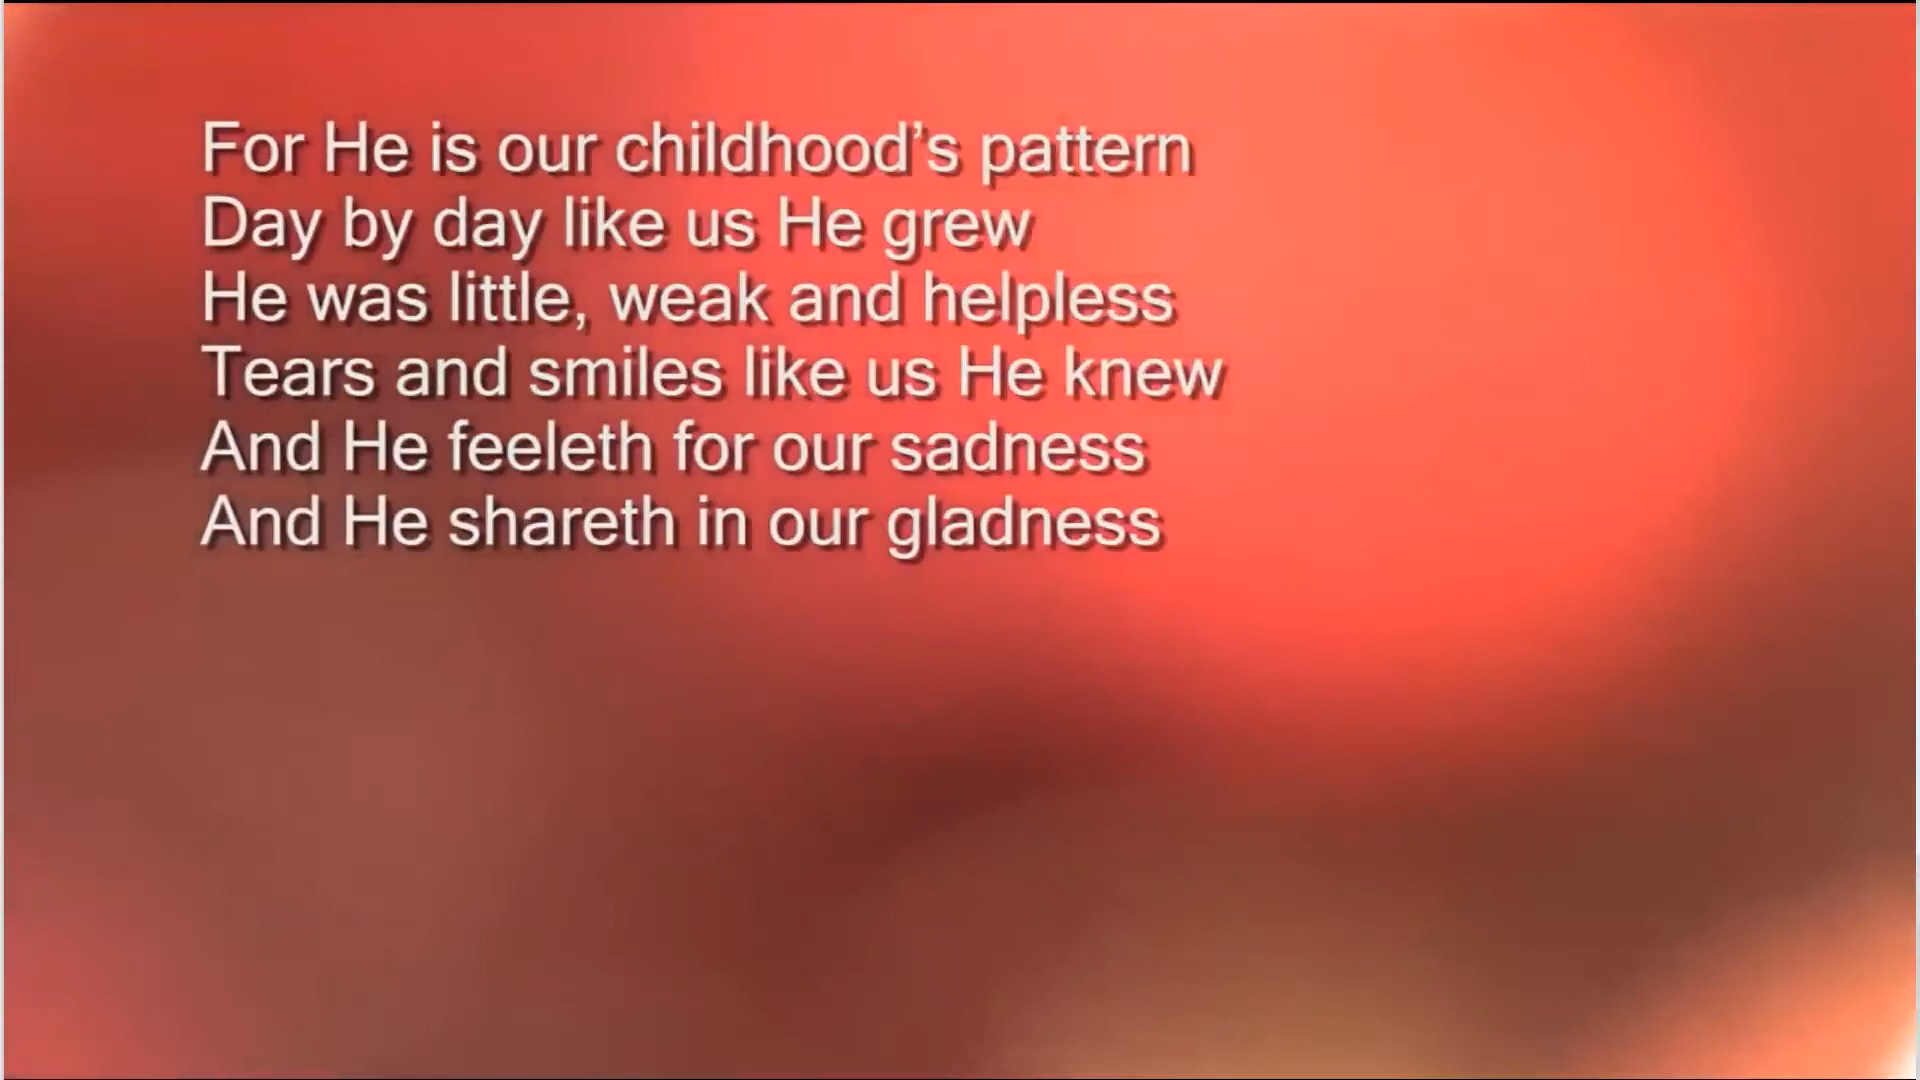 For He is our childhood’s pattern
Day by day like us He grew
He was little, weak and helpless
Tears and smiles like us He knew
And He feeleth for our sadness
And He shareth in our gladness